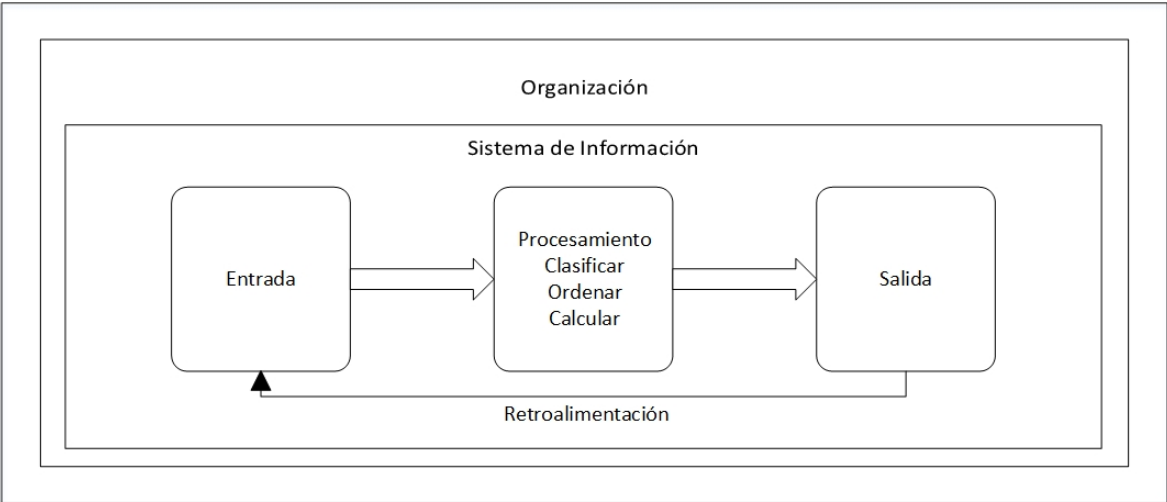 Organización
Sistema de Información
Entrada
Procesamiento
Clasificar
Ordenar
Calcular
Salida
Retroalimentación